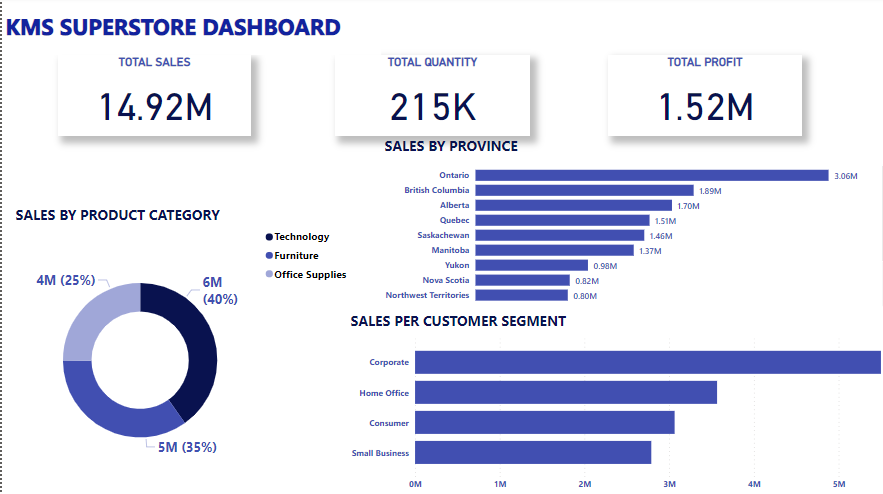 KMS SUPERSTORE DASHBOARD
TOTAL SALES
14.92M
TOTAL QUANTITY
215K
TOTAL PROFIT
1.52M
SALES BY PROVINCE
Ontario 3.06M
British Columbia 1.89M
Alberta 1.70M
Quebec 1.51M
Saskachewan 1.46M
Manitoba 1.37M
Yukon 0.98M
Nova Scotia 0.82M
Northwest Territories 0.80M
SALES BY PRODUCT CATEGORY
Technology
Furniture
Office Supplies
4M (25%)
6M
(40%)
5M (35%)
SALES PER CUSTOMER SEGMENT
Corporate
Home Office
Consumer
Small Business
0M 1M 2M 3M 4M 5M